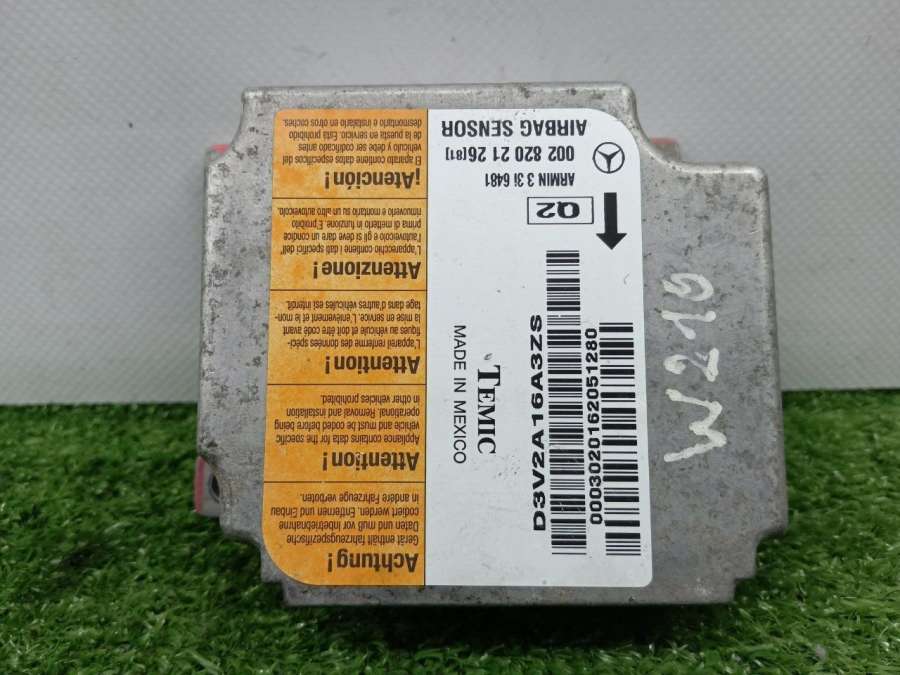 Achtung!
Gerät enthält fahrzeugspezifische
Daten und muß vor Inbetriebnahme
codiert werden. Entfernen und Einbau
in andere Fahrzeuge verboten.
Attention!
Appliance contains data for the specific
vehicle and must be coded before being
operational. Removal and installation
in other vehicles prohibited.
Attention!
L'appareil renferme des données spéci-
fiques au véhicule et doit être codé avant
la mise en service. L'enlèvement et le mon-
tage dans d'autres véhicules est interdit.
Attenzione!
L'apparecchio contiene i dati specifici dell'
l'autoveicolo e gli si deve dare un codice
prima di metterlo in funzione. E proibito
rimuoverlo e montarlo su un altro autoveicolo.
¡Atención!
El aparato contiene datos específicos del
vehículo y debe ser codificado antes
de la puesta en servicio. Está prohibido
desmontarlo e instalarlo en otros coches.
Q2
ARMIN 3 3i 6481
002 820 21 26 [81]
AIRBAG SENSOR
TEMIC
MADE IN MEXICO
D3V2A16A3ZS
0003020162051280
W210